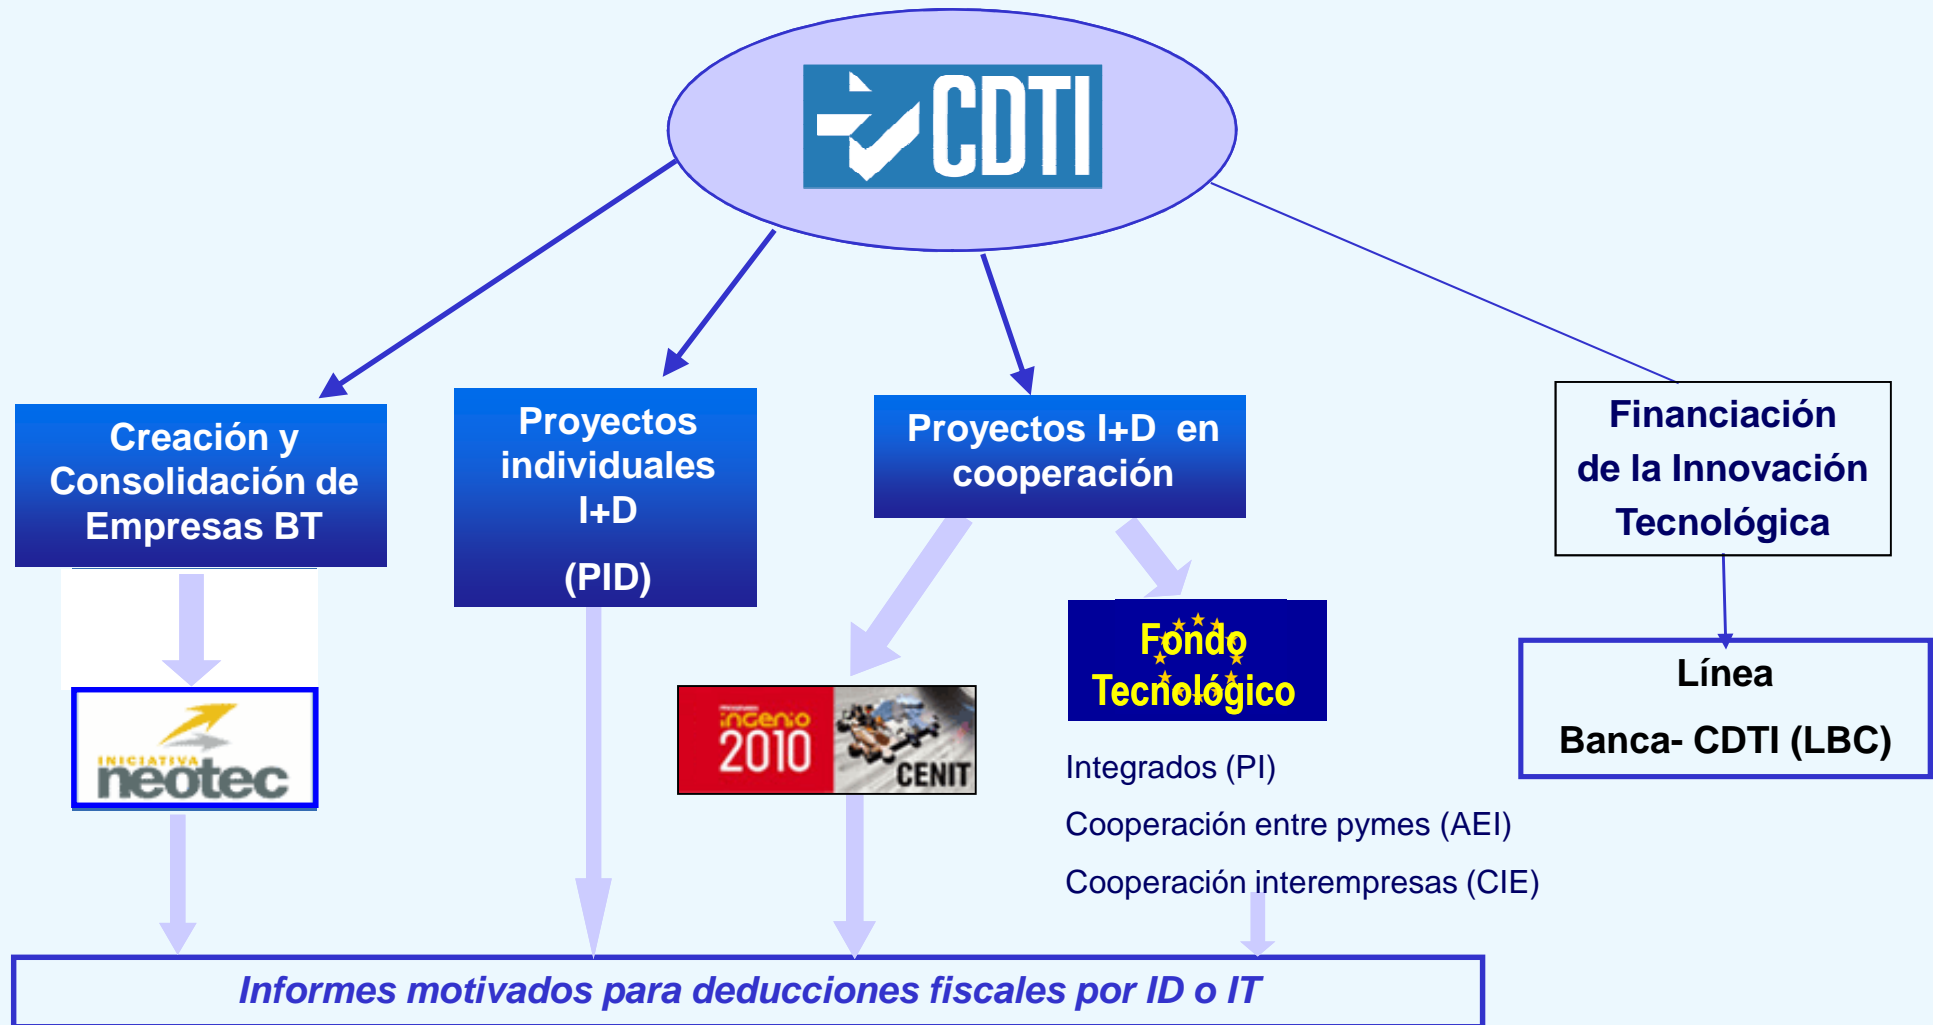 CDTI
Creación y
Consolidación de
Empresas BT
Proyectos
individuales
I+D
(PID)
Proyectos I+D en
cooperación
Financiación
de la Innovación
Tecnológica
INICIATIVA
neotec
ingenio
2010
CENIT
Fondo
Tecnológico
Integrados (PI)
Cooperación entre pymes (AEI)
Cooperación interempresas (CIE)
Línea
Banca- CDTI (LBC)
Informes motivados para deducciones fiscales por ID o IT